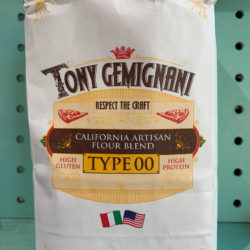 TONY GEMIGNANI
RESPECT THE CRAFT
CALIFORNIA ARTISAN
FLOUR BLEND
HIGH GLUTEN
TYPE 00
HIGH PROTEIN